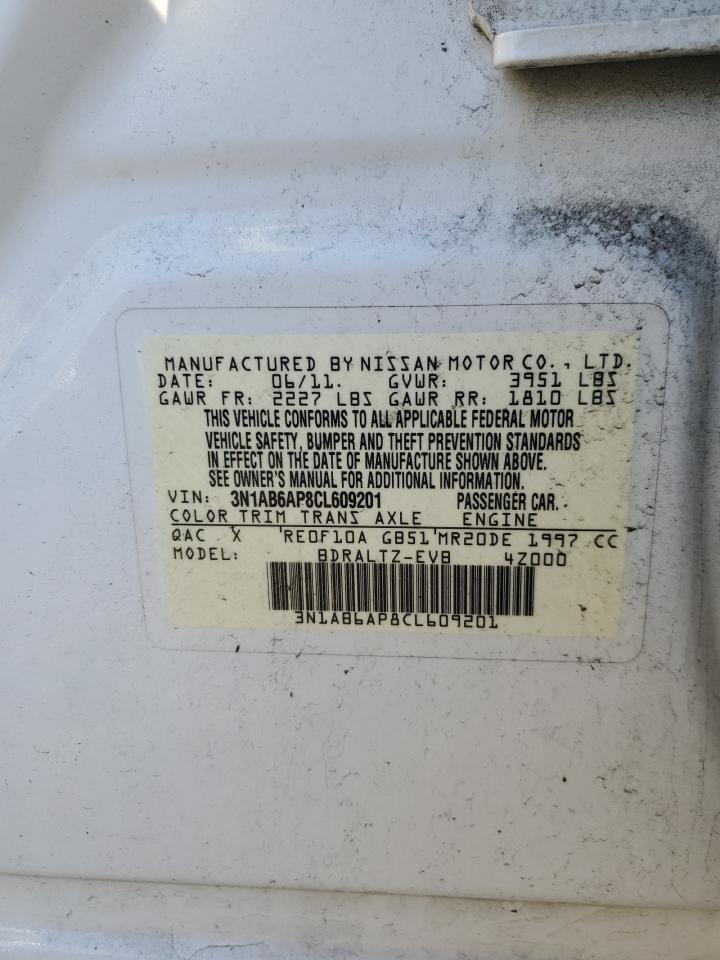 MANUFACTURED BY NISSAN MOTOR CO., LTD.
DATE: 06/11. GVWR: 3951 LBS
GAWR FR: 2227 LBS GAWR RR: 1810 LBS
THIS VEHICLE CONFORMS TO ALL APPLICABLE FEDERAL MOTOR
VEHICLE SAFETY, BUMPER AND THEFT PREVENTION STANDARDS
IN EFFECT ON THE DATE OF MANUFACTURE SHOWN ABOVE.
SEE OWNER'S MANUAL FOR ADDITIONAL INFORMATION.
VIN: 3N1AB6AP8CL609201 PASSENGER CAR.
COLOR TRIM TRANS AXLE ENGINE
QAC X 'RE0F10A GB51'MR20DE 1997 CC
MODEL: BDRALTZ-EVB 4Z000
3N1AB6AP8CL609201